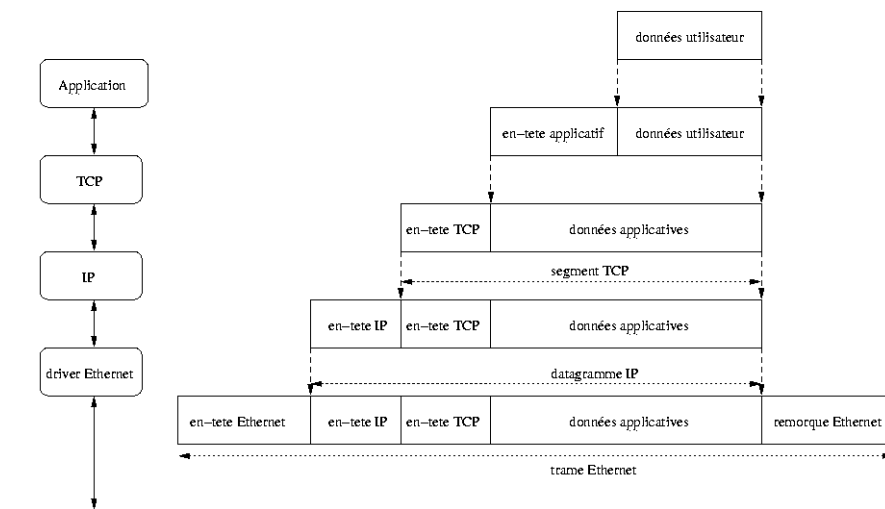 données utilisateur
Application
en-tete applicatif données utilisateur
TCP
en-tete TCP données applicatives
segment TCP
IP
en-tete IP en-tete TCP données applicatives
datagramme IP
driver Ethernet
en-tete Ethernet en-tete IP en-tete TCP données applicatives remorque Ethernet
trame Ethernet